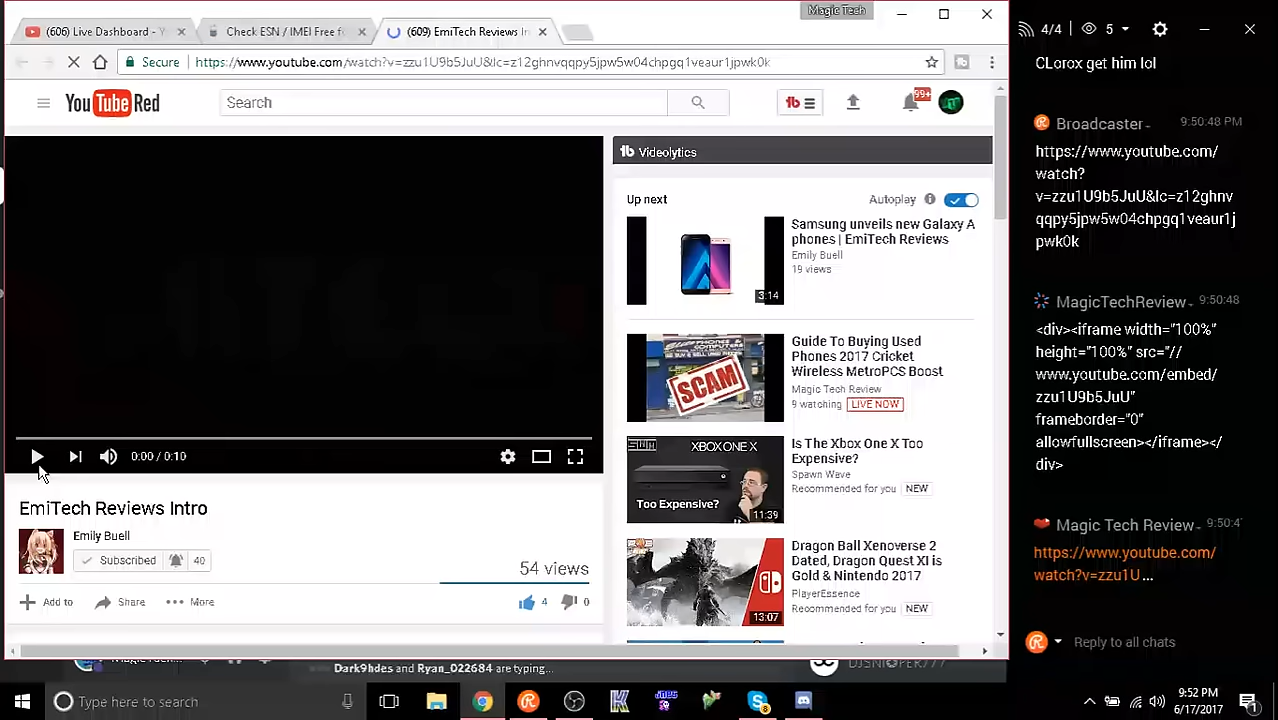 Magic Tech
(606) Live Dashboard - Y
Check ESN / IMEI Free f
(609) EmiTech Reviews In
Secure
https://www.youtube.com/watch?v=zzu1U9b5JuU&lc=z12ghnvqqpy5jpw5w04chpgq1veaur1jpwk0k
YouTube Red
Search
99+
Videolytics
0:00 / 0:10
EmiTech Reviews Intro
Emily Buell
Subscribed
40
54 views
Add to
Share
More
4
0
Up next
Autoplay
Samsung unveils new Galaxy A
phones | EmiTech Reviews
Emily Buell
19 views
3:14
SCAM
Guide To Buying Used
Phones 2017 Cricket
Wireless MetroPCS Boost
Magic Tech Review
9 watching
LIVE NOW
XBOX ONE X
Too Expensive?
11:39
Is The Xbox One X Too
Expensive?
Spawn Wave
Recommended for you
NEW
13:07
Dragon Ball Xenoverse 2
Dated, Dragon Quest XI is
Gold & Nintendo 2017
PlayerEssence
Recommended for you
NEW
Dark9hdes and Ryan_022684 are typing...
DJSNIOPER777
4/4
5
CLorox get him lol
Broadcaster
9:50:48 PM
https://www.youtube.com/
watch?
v=zzu1U9b5JuU&lc=z12ghnv
qqpy5jpw5w04chpgq1veaur1j
pwk0k
MagicTechReview
9:50:48
<div><iframe width="100%"
height="100%" src="//
www.youtube.com/embed/
zzu1U9b5JuU"
frameborder="0"
allowfullscreen></iframe></
div>
Magic Tech Review
9:50:4
https://www.youtube.com/
watch?v=zzu1U...
Reply to all chats
Type here to search
9:52 PM
6/17/2017
1